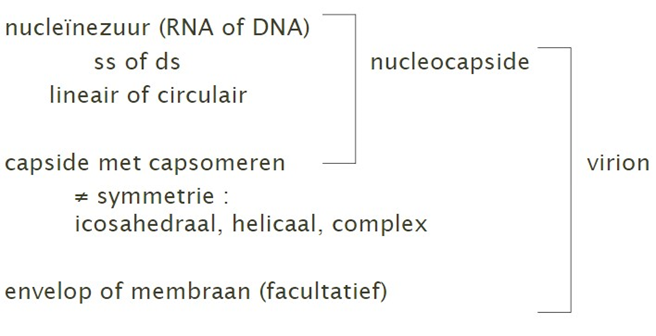 nucleïnezuur (RNA of DNA)
ss of ds
nucleocapside
lineair of circulair
capside met capsomeren
virion
≠ symmetrie :
icosahedraal, helicaal, complex
envelop of membraan (facultatief)